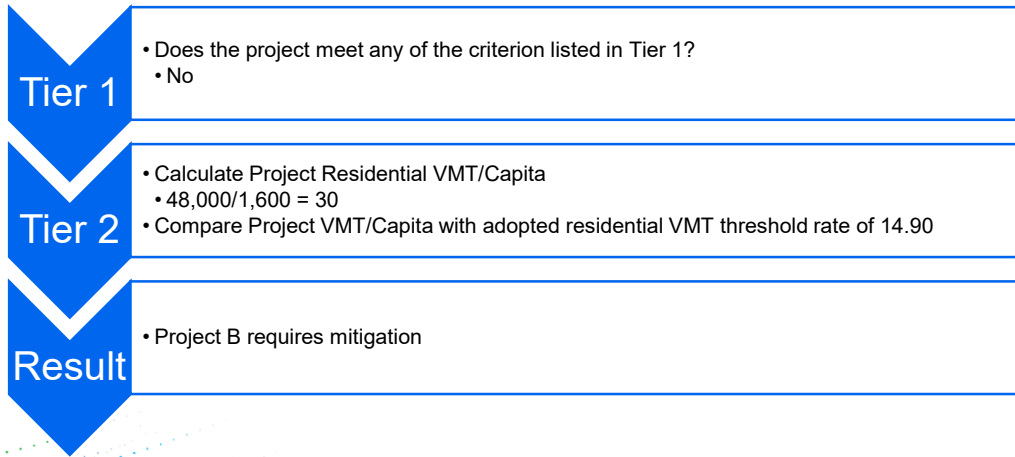 Tier 1
• Does the project meet any of the criterion listed in Tier 1?
• No
Tier 2
• Calculate Project Residential VMT/Capita
• 48,000/1,600 = 30
• Compare Project VMT/Capita with adopted residential VMT threshold rate of 14.90
Result
• Project B requires mitigation